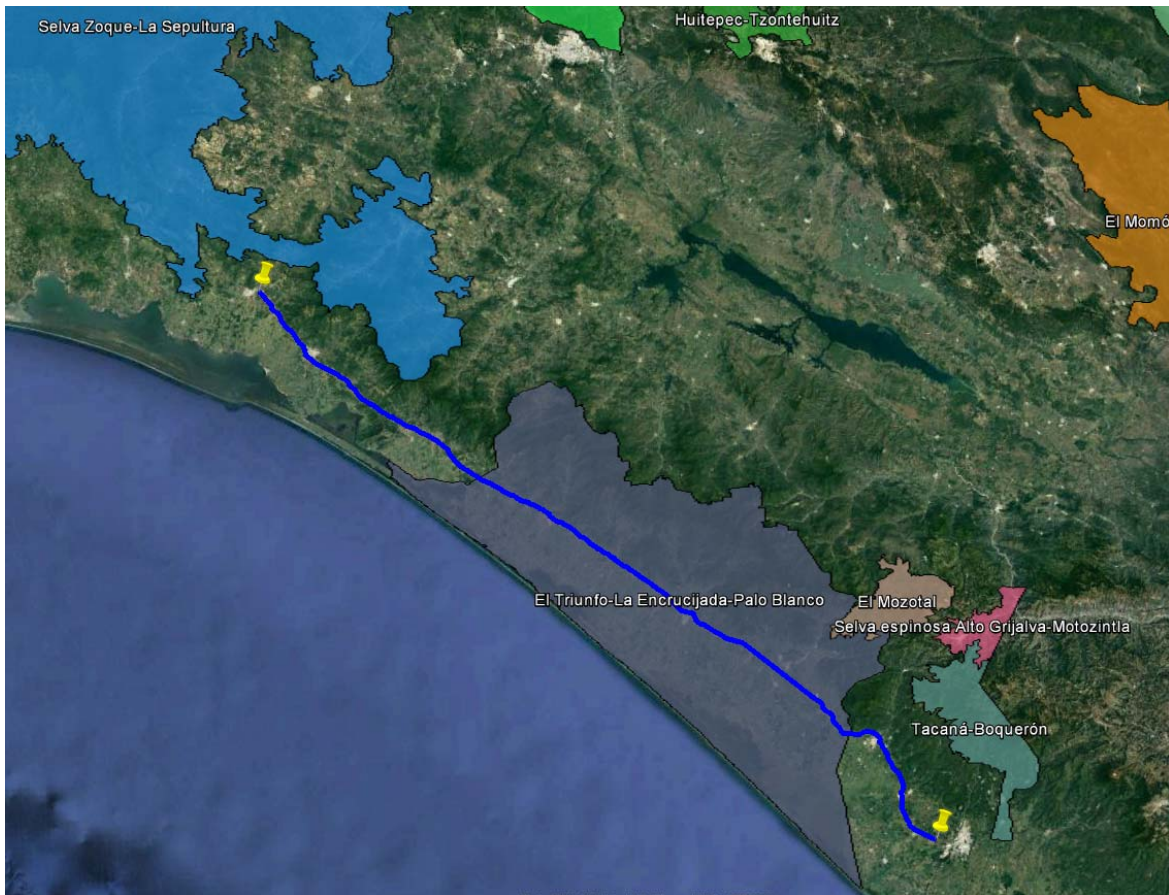 Selva Zoque-La Sepultura
Huitepec-Tzontehuitz
El Momó
El Triunfo-La Encrucijada-Palo Blanco
El Mozotal
Selva espinosa Alto Grijalva-Motozintla
Tacaná-Boquerón